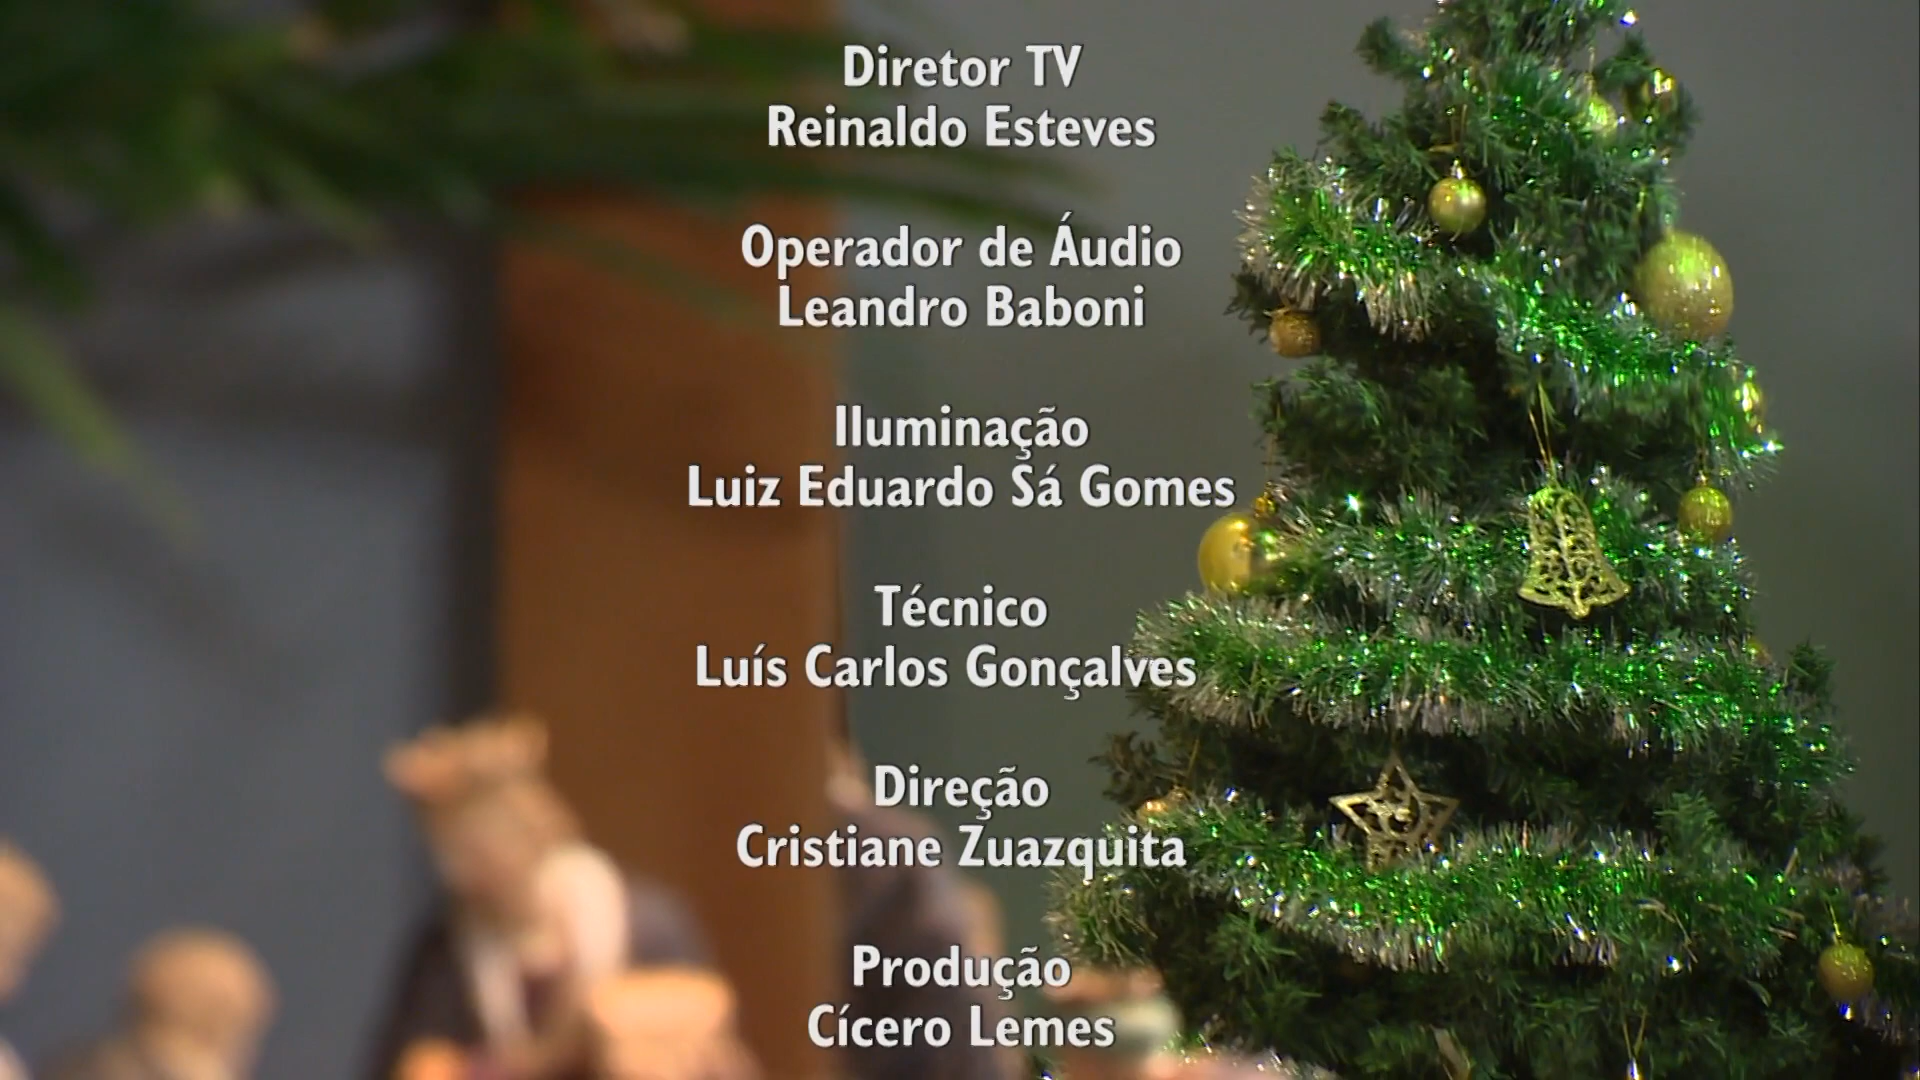 Diretor TV
Reinaldo Esteves
Operador de Áudio
Leandro Baboni
Iluminação
Luiz Eduardo Sá Gomes
Técnico
Luís Carlos Gonçalves
Direção
Cristiane Zuazquita
Produção
Cícero Lemes